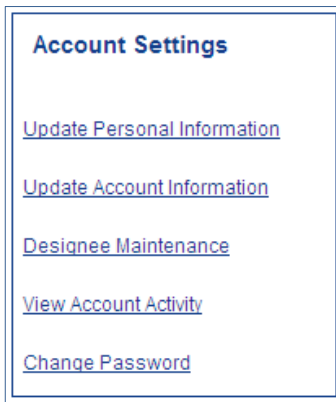 Account Settings
Update Personal Information
Update Account Information
Designee Maintenance
View Account Activity
Change Password